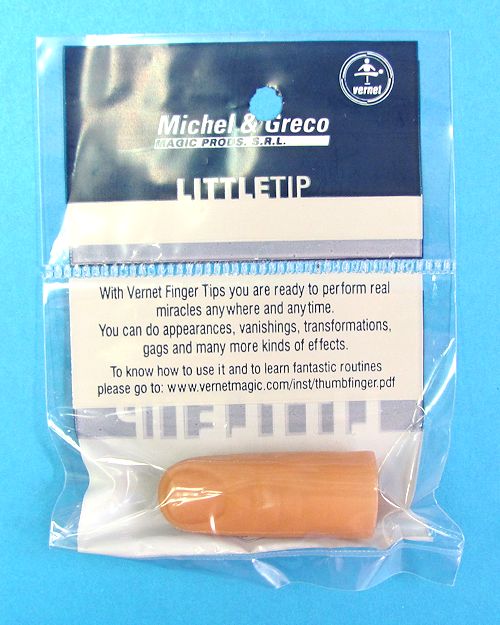 vernet
Michel & Greco
MAGIC PRODS. S.R.L.
LITTLETIP
With Vernet Finger Tips you are ready to perform real
miracles anywhere and anytime.
You can do appearances, vanishings, transformations,
gags and many more kinds of effects.
To know how to use it and to learn fantastic routines
please go to: www.vernetmagic.com/inst/thumbfinger.pdf